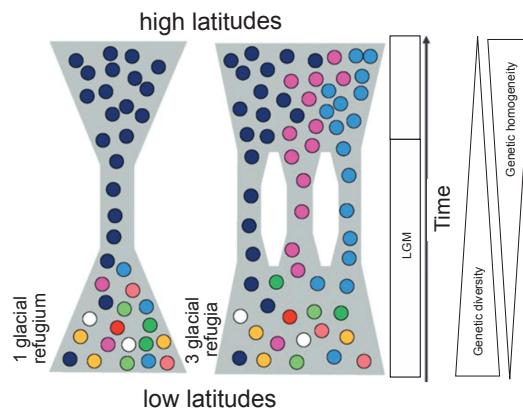 high latitudes
1 glacial
refugium
3 glacial
refugia
LGM
Time
Genetic diversity
Genetic homogeneity
low latitudes